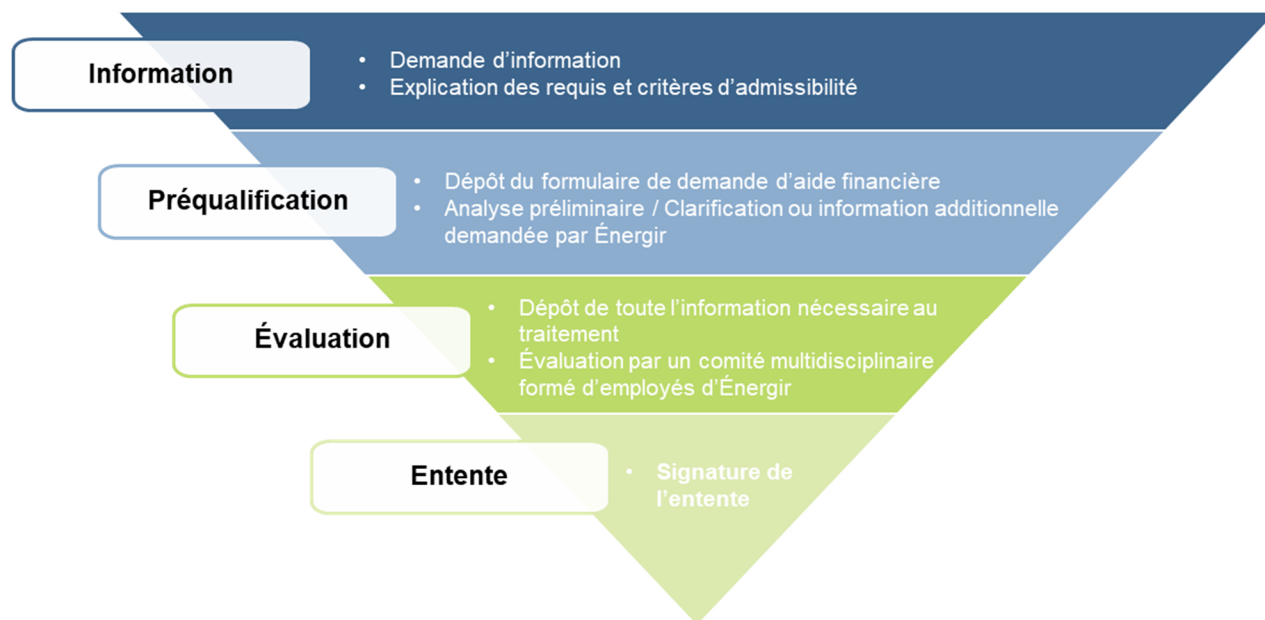 Information
• Demande d'information
• Explication des requis et critères d'admissibilité
Préqualification
• Dépôt du formulaire de demande d'aide financière
• Analyse préliminaire / Clarification ou information additionnelle
demandée par Énergir
Évaluation
• Dépôt de toute l'information nécessaire au
traitement
• Évaluation par un comité multidisciplinaire
formé d'employés d'Énergir
Entente
• Signature de
l'entente